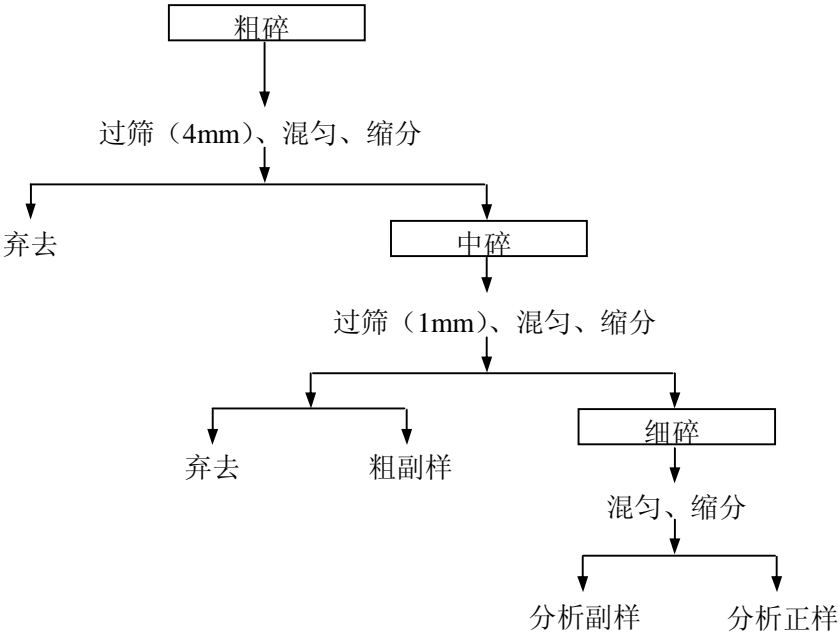 粗碎
过筛（4mm）、混匀、缩分
弃去
中碎
过筛（1mm）、混匀、缩分
细碎
弃去
粗副样
混匀、缩分
分析副样
分析正样